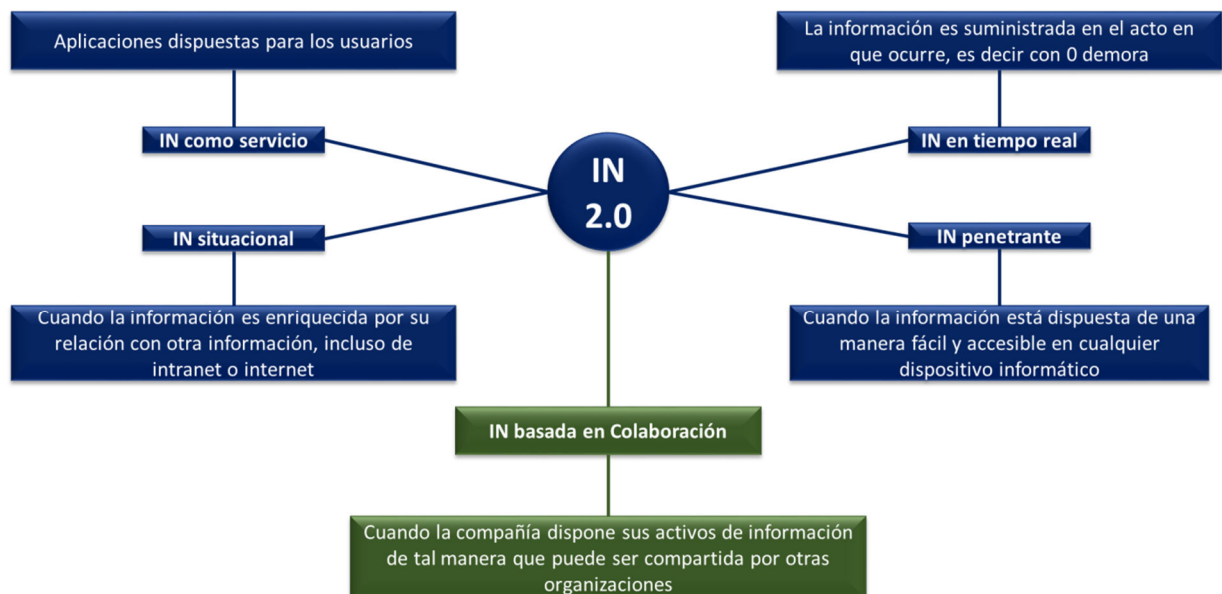 Aplicaciones dispuestas para los usuarios
IN como servicio
La información es suministrada en el acto en
que ocurre, es decir con 0 demora
IN en tiempo real
IN
2.0
IN situacional
Cuando la información es enriquecida por su
relación con otra información, incluso de
intranet o internet
IN penetrante
Cuando la información está dispuesta de una
manera fácil y accesible en cualquier
dispositivo informático
IN basada en Colaboración
Cuando la compañía dispone sus activos de información
de tal manera que puede ser compartida por otras
organizaciones